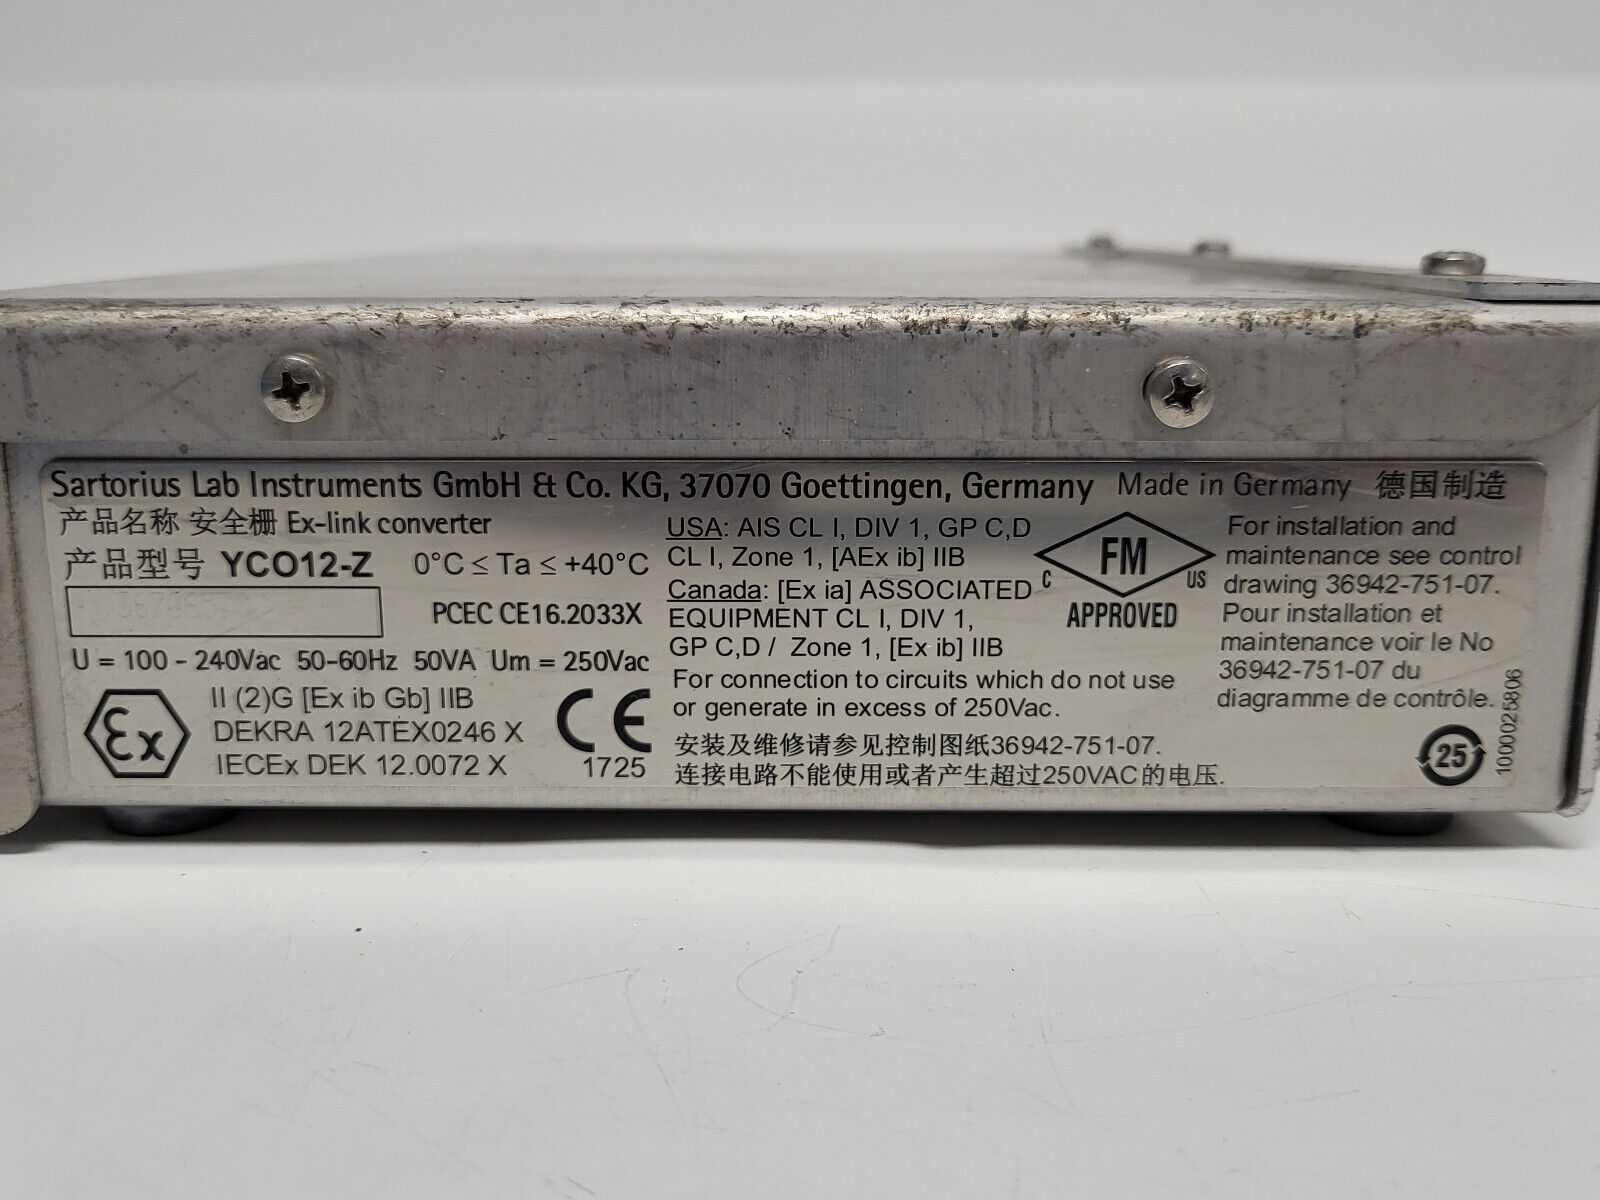 Sartorius Lab Instruments GmbH & Co. KG, 37070 Goettingen, Germany Made in Germany 德国制造
产品名称 安全栅 Ex-link converter
产品型号 YCO12-Z 0°C ≤ Ta ≤ +40°C
PCEC CE16.2033X
U = 100 - 240Vac 50-60Hz 50VA Um = 250Vac
Ex
II (2)G [Ex ib Gb] IIB
DEKRA 12ATEX0246 X
IECEx DEK 12.0072 X
CE
1725
USA: AIS CL I, DIV 1, GP C,D
CL I, Zone 1, [AEx ib] IIB
Canada: [Ex ia] ASSOCIATED
EQUIPMENT CL I, DIV 1,
GP C,D / Zone 1, [Ex ib] IIB
For connection to circuits which do not use
or generate in excess of 250Vac.
安装及维修请参见控制图纸36942-751-07.
连接电路不能使用或者产生超过250VAC的电压.
FM
C US
APPROVED
For installation and
maintenance see control
drawing 36942-751-07.
Pour installation et
maintenance voir le No
36942-751-07 du
diagramme de contrôle.
25
1000025806